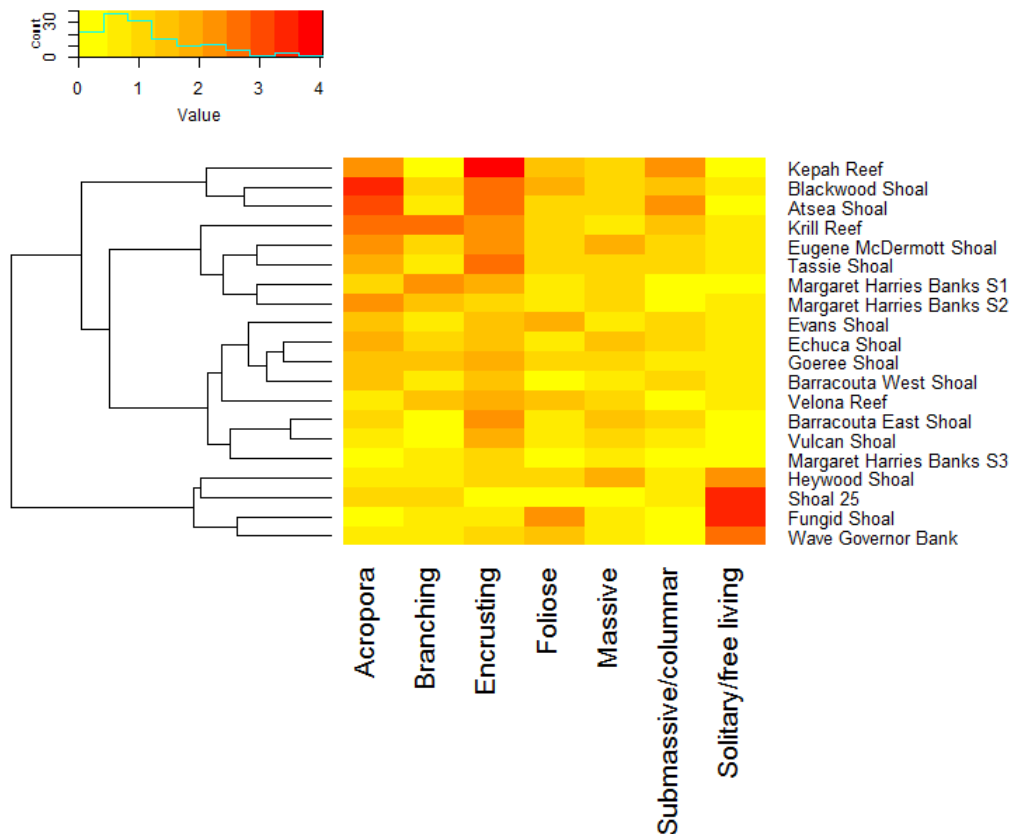 Count
0 30
0 1 2 3 4
Value
Kepah Reef
Blackwood Shoal
Atsea Shoal
Krill Reef
Eugene McDermott Shoal
Tassie Shoal
Margaret Harries Banks S1
Margaret Harries Banks S2
Evans Shoal
Echuca Shoal
Goeree Shoal
Barracouta West Shoal
Velona Reef
Barracouta East Shoal
Vulcan Shoal
Margaret Harries Banks S3
Heywood Shoal
Shoal 25
Fungid Shoal
Wave Governor Bank
Acropora
Branching
Encrusting
Foliose
Massive
Submassive/columnar
Solitary/free living